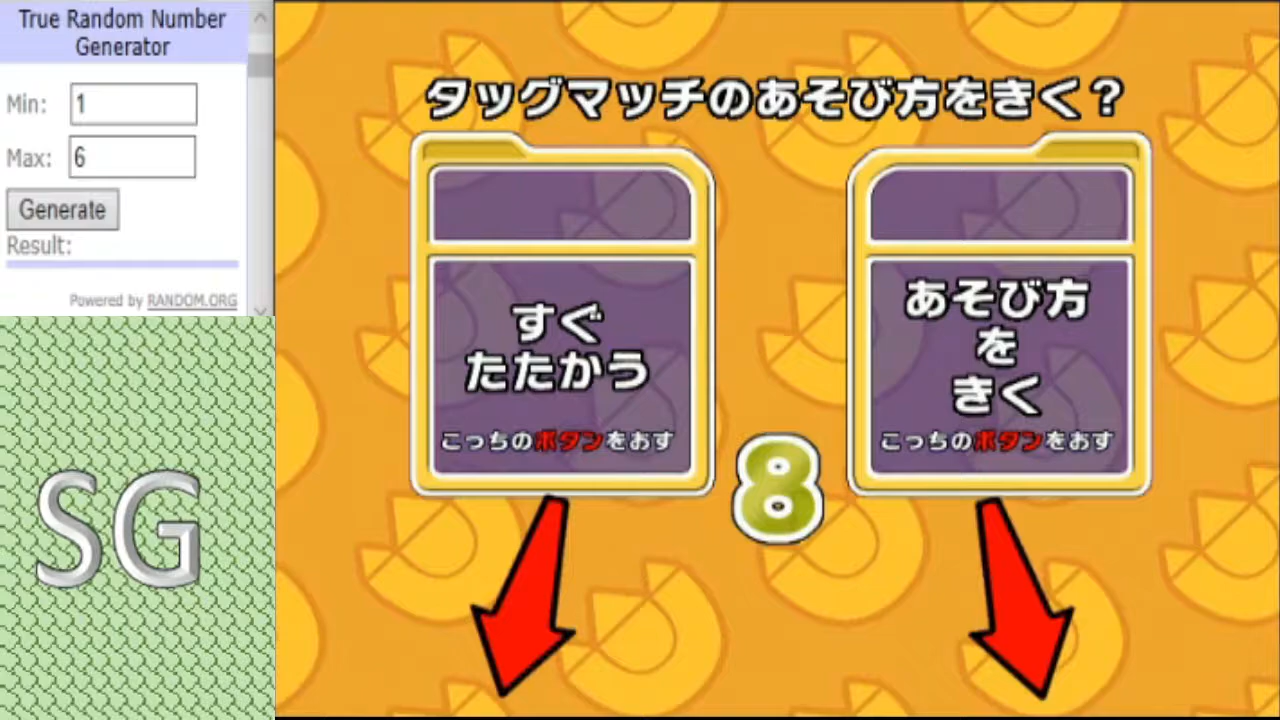 True Random Number
Generator
Min: 1
Max: 6
Generate
Result:
Powered by RANDOM.ORG
SG
タッグマッチのあそび方をきく？
すぐ
たたかう
こっちのボタンをおす
8
あそび方
を
きく
こっちのボタンをおす